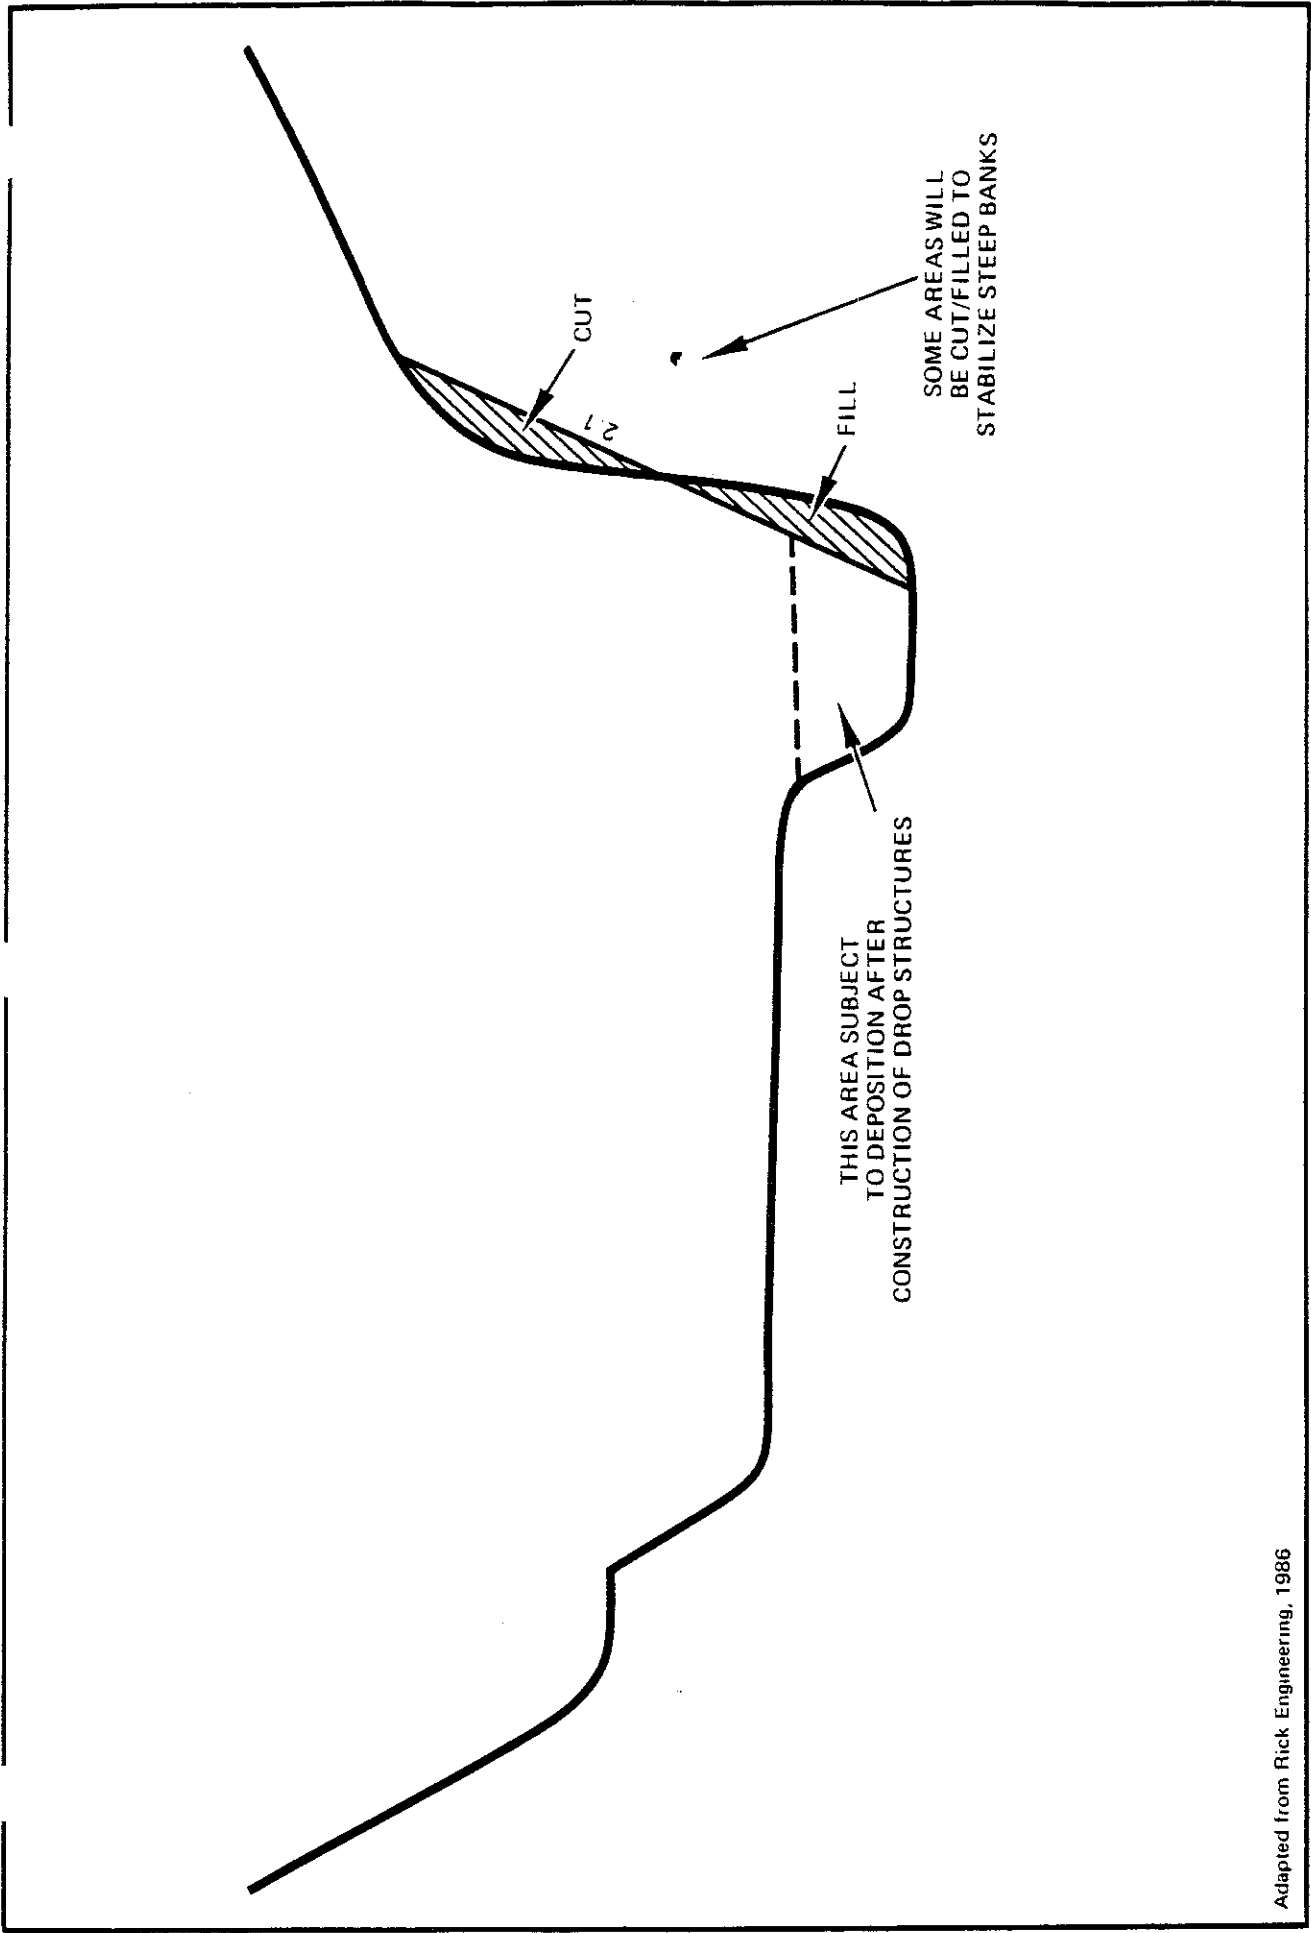 CUT
2:1
FILL
SOME AREAS WILL
BE CUT/FILLED TO
STABILIZE STEEP BANKS
THIS AREA SUBJECT
TO DEPOSITION AFTER
CONSTRUCTION OF DROP STRUCTURES
Adapted from Rick Engineering, 1986